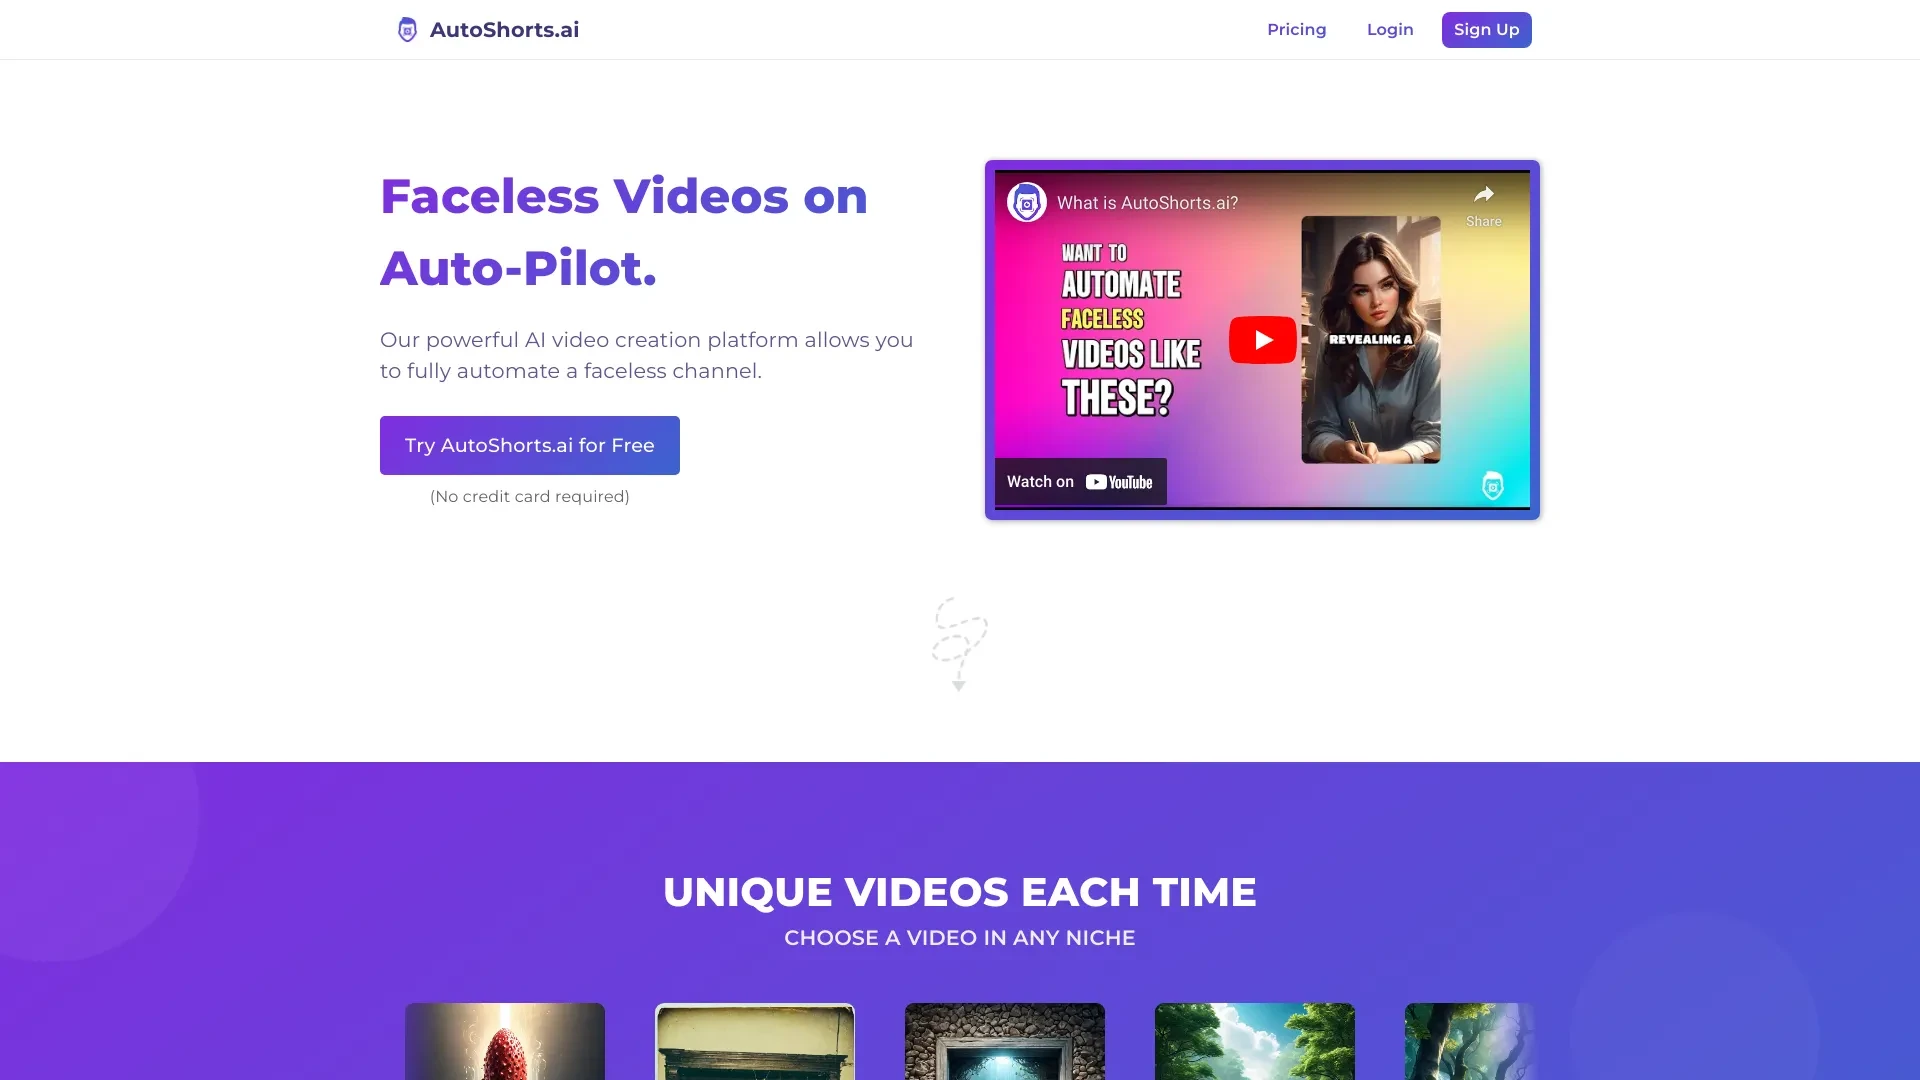 AutoShorts.ai
Pricing
Login
Sign Up
Faceless Videos on
Auto-Pilot.
Our powerful AI video creation platform allows you
to fully automate a faceless channel.
Try AutoShorts.ai for Free
(No credit card required)
What is AutoShorts.ai?
Share
WANT TO
AUTOMATE
FACELESS
VIDEOS LIKE
THESE?
REVEALING A
Watch on YouTube
UNIQUE VIDEOS EACH TIME
CHOOSE A VIDEO IN ANY NICHE